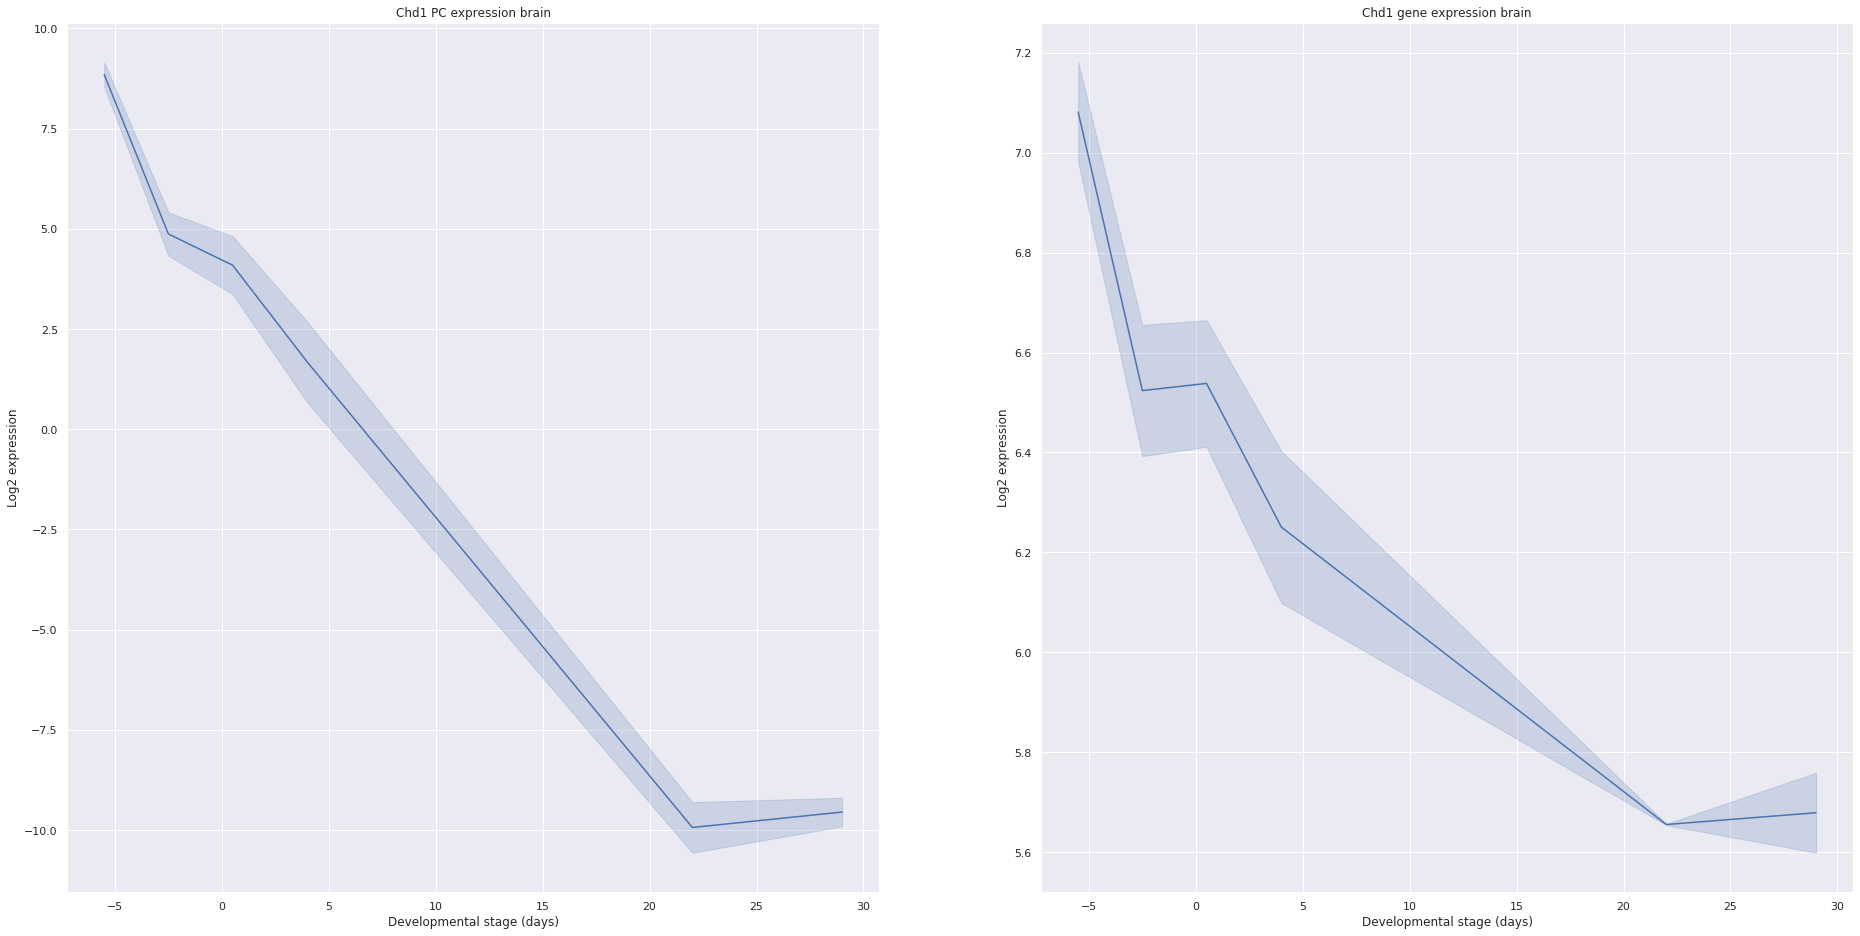 Chd1 PC expression brain
10.0
7.5
5.0
2.5
0.0
−2.5
−5.0
−7.5
−10.0
Log2 expression
−5 0 5 10 15 20 25 30
Developmental stage (days)
Chd1 gene expression brain
7.2
7.0
6.8
6.6
6.4
6.2
6.0
5.8
5.6
Log2 expression
−5 0 5 10 15 20 25 30
Developmental stage (days)